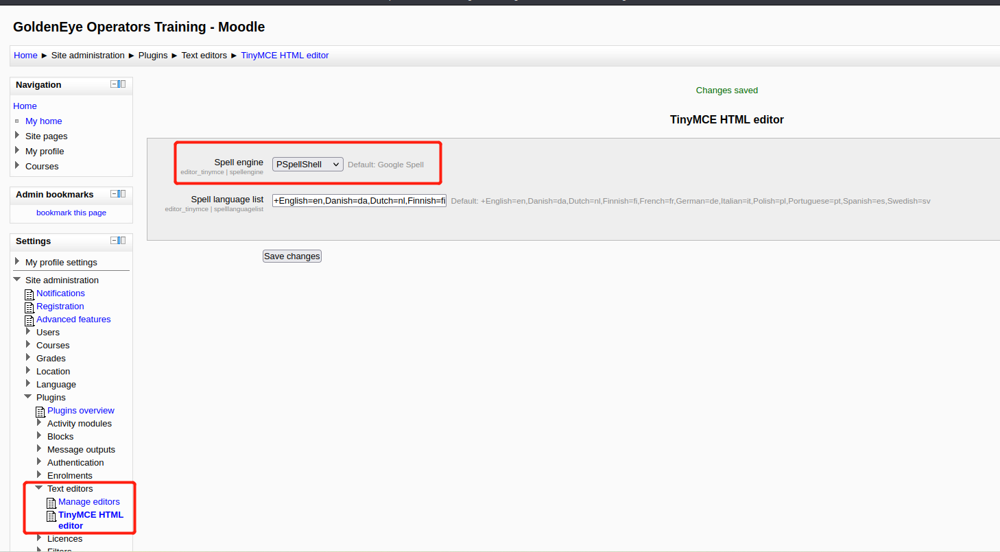 GoldenEye Operators Training - Moodle
Home ► Site administration ► Plugins ► Text editors ► TinyMCE HTML editor
Navigation
Home
My home
Site pages
My profile
Courses
Admin bookmarks
bookmark this page
Settings
My profile settings
Site administration
Notifications
Registration
Advanced features
Users
Courses
Grades
Location
Language
Plugins
Plugins overview
Activity modules
Blocks
Message outputs
Authentication
Enrolments
Text editors
Manage editors
TinyMCE HTML
editor
Licences
Filters
Changes saved
TinyMCE HTML editor
Spell engine PSpellShell Default: Google Spell
editor_tinymce | spellengine
Spell language list +English=en,Danish=da,Dutch=nl,Finnish=fi Default: +English=en,Danish=da,Dutch=nl,Finnish=fi,French=fr,German=de,Italian=it,Polish=pl,Portuguese=pt,Spanish=es,Swedish=sv
editor_tinymce | spelllanguagelist
Save changes